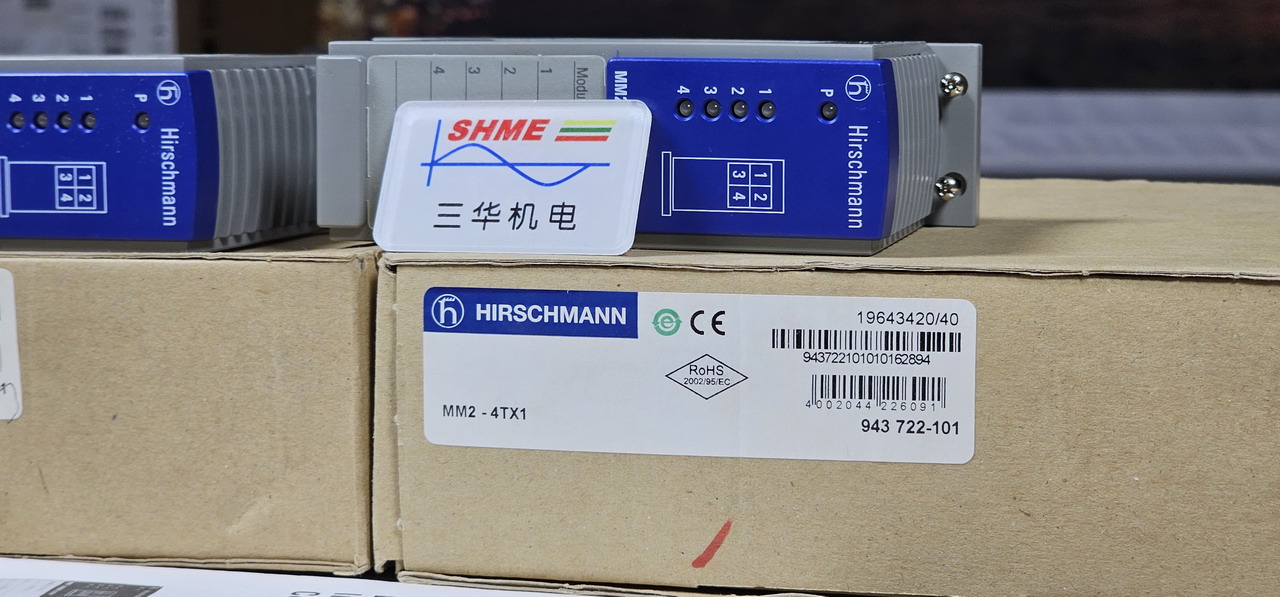 4 3 2 1 P
Hirschmann
1 2
3 4
4 3 2 1
MM2
4 3 2 1 P
Hirschmann
1 2
3 4
SHME
三华机电
HIRSCHMANN
CE
RoHS
2002/95/EC
MM2 - 4TX1
19643420/40
943722101010162894
4 002044 226091
943 722-101